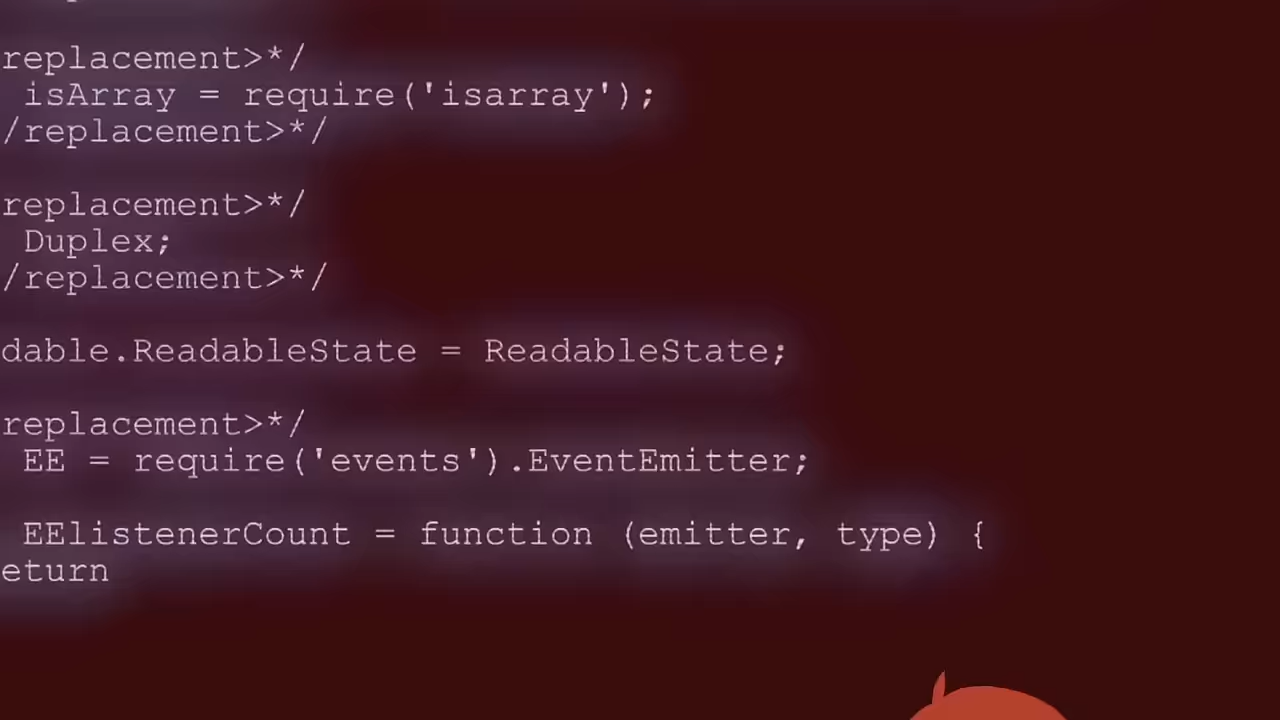 replacement>*/
isArray = require('isarray');
/replacement>*/
replacement>*/
Duplex;
/replacement>*/
dable.ReadableState = ReadableState;
replacement>*/
EE = require('events').EventEmitter;
EElistenerCount = function (emitter, type) {
eturn